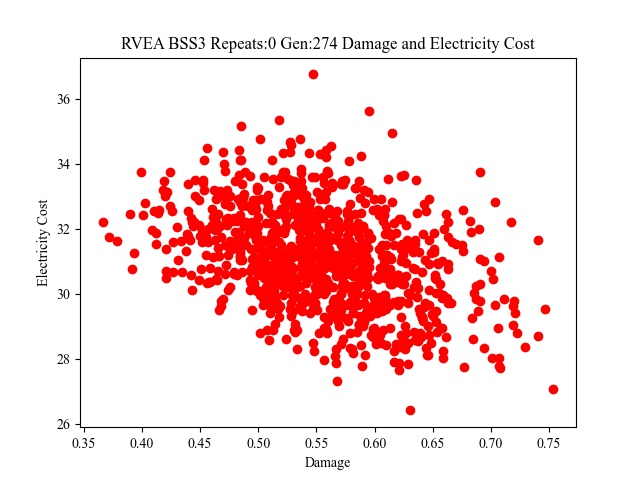 RVEA BSS3 Repeats:0 Gen:274 Damage and Electricity Cost
Electricity Cost
36
34
32
30
28
26
0.35 0.40 0.45 0.50 0.55 0.60 0.65 0.70 0.75
Damage